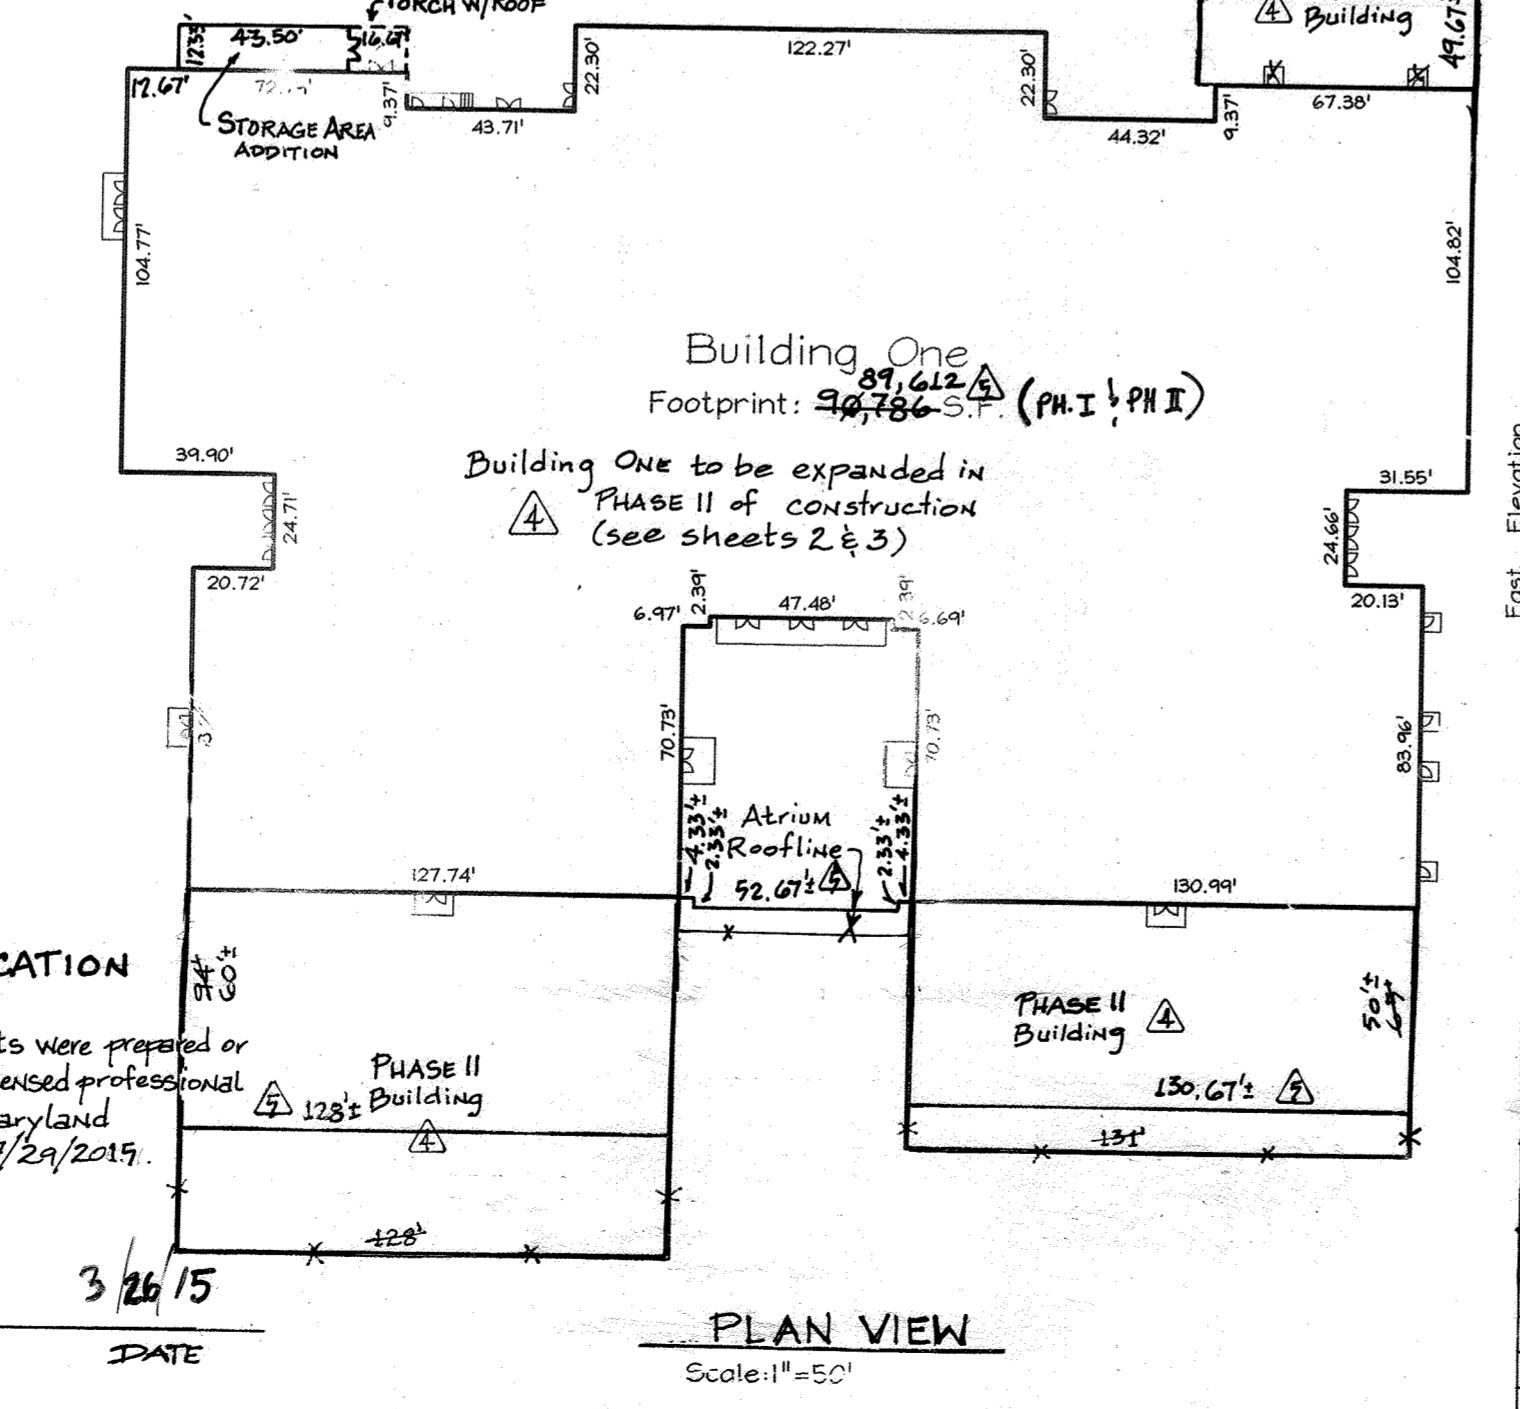 PORCH W/ROOF
12.33'
43.50'
16.67'
12.67'
9.37'
STORAGE AREA
ADDITION
43.71'
22.30'
122.27'
22.30'
44.32'
9.37'
4
Building
49.67'
67.38'
104.77'
104.82'
Building One
89,612 5
Footprint: 90,786 S.F. (PH. I & PH II)
39.90'
24.71'
20.72'
Building ONE to be expanded in
4 PHASE II of construction
(see sheets 2 & 3)
31.55'
24.66'
20.13'
East Elevation
6.97'
2.39'
47.48'
2.39'
6.69'
70.73'
70.73'
83.96'
4.33'±
2.33'±
Atrium
Roofline
52.67'± 5
2.33'±
4.33'±
127.74'
130.99'
CATION
94'
60'±
PHASE II
Building
4
50'±
ts were prepared or
ensed professional
aryland
7/29/2015.
PHASE II
Building
4
5 128'±
130.67'± 5
131'
128'
3/26/15
DATE
PLAN VIEW
Scale:1"=50'